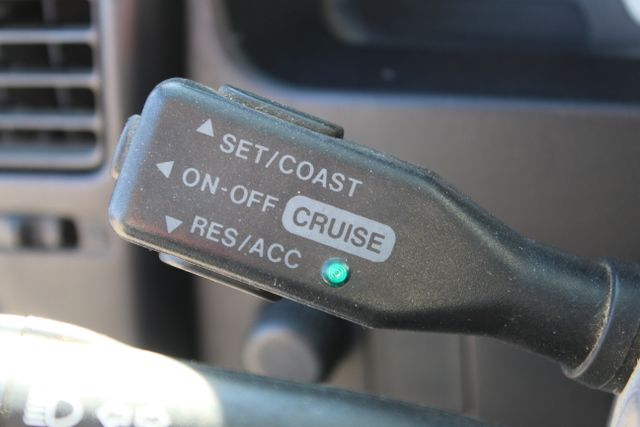 SET/COAST
ON-OFF
CRUISE
RES/ACC